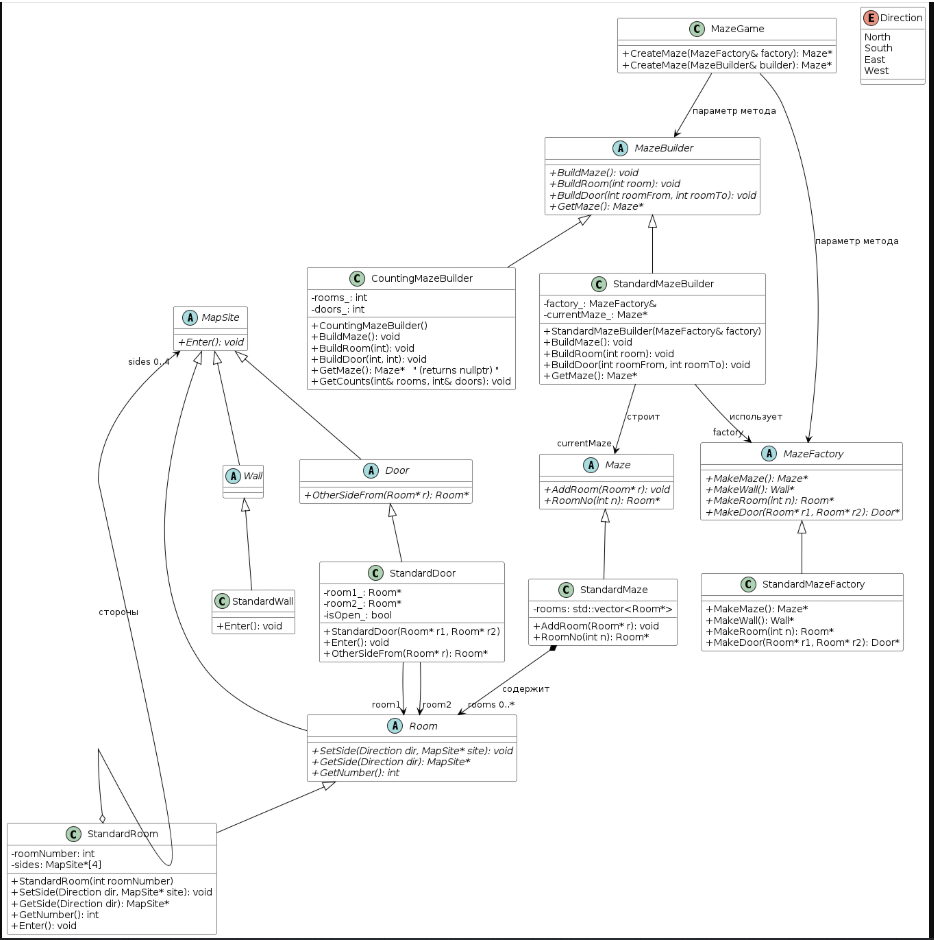 C MazeGame
+CreateMaze(MazeFactory& factory): Maze*
+CreateMaze(MazeBuilder& builder): Maze*
E Direction
North
South
East
West
параметр метода
A MazeBuilder
+BuildMaze(): void
+BuildRoom(int room): void
+BuildDoor(int roomFrom, int roomTo): void
+GetMaze(): Maze*
параметр метода
C CountingMazeBuilder
-rooms_: int
-doors_: int
+CountingMazeBuilder()
+BuildMaze(): void
+BuildRoom(int): void
+BuildDoor(int, int): void
+GetMaze(): Maze* " (returns nullptr) "
+GetCounts(int& rooms, int& doors): void
C StandardMazeBuilder
-factory_: MazeFactory&
-currentMaze_: Maze*
+StandardMazeBuilder(MazeFactory& factory)
+BuildMaze(): void
+BuildRoom(int room): void
+BuildDoor(int roomFrom, int roomTo): void
+GetMaze(): Maze*
A MapSite
+Enter(): void
sides 0..4
строит
использует
currentMaze
factory
A Wall
A Door
+OtherSideFrom(Room* r): Room*
A Maze
+AddRoom(Room* r): void
+RoomNo(int n): Room*
A MazeFactory
+MakeMaze(): Maze*
+MakeWall(): Wall*
+MakeRoom(int n): Room*
+MakeDoor(Room* r1, Room* r2): Door*
стороны
C StandardWall
+Enter(): void
C StandardDoor
-room1_: Room*
-room2_: Room*
-isOpen_: bool
+StandardDoor(Room* r1, Room* r2)
+Enter(): void
+OtherSideFrom(Room* r): Room*
C StandardMaze
-rooms: std::vector<Room*>
+AddRoom(Room* r): void
+RoomNo(int n): Room*
C StandardMazeFactory
+MakeMaze(): Maze*
+MakeWall(): Wall*
+MakeRoom(int n): Room*
+MakeDoor(Room* r1, Room* r2): Door*
содержит
room1
room2
rooms 0..*
A Room
+SetSide(Direction dir, MapSite* site): void
+GetSide(Direction dir): MapSite*
+GetNumber(): int
C StandardRoom
-roomNumber: int
-sides: MapSite*[4]
+StandardRoom(int roomNumber)
+SetSide(Direction dir, MapSite* site): void
+GetSide(Direction dir): MapSite*
+GetNumber(): int
+Enter(): void